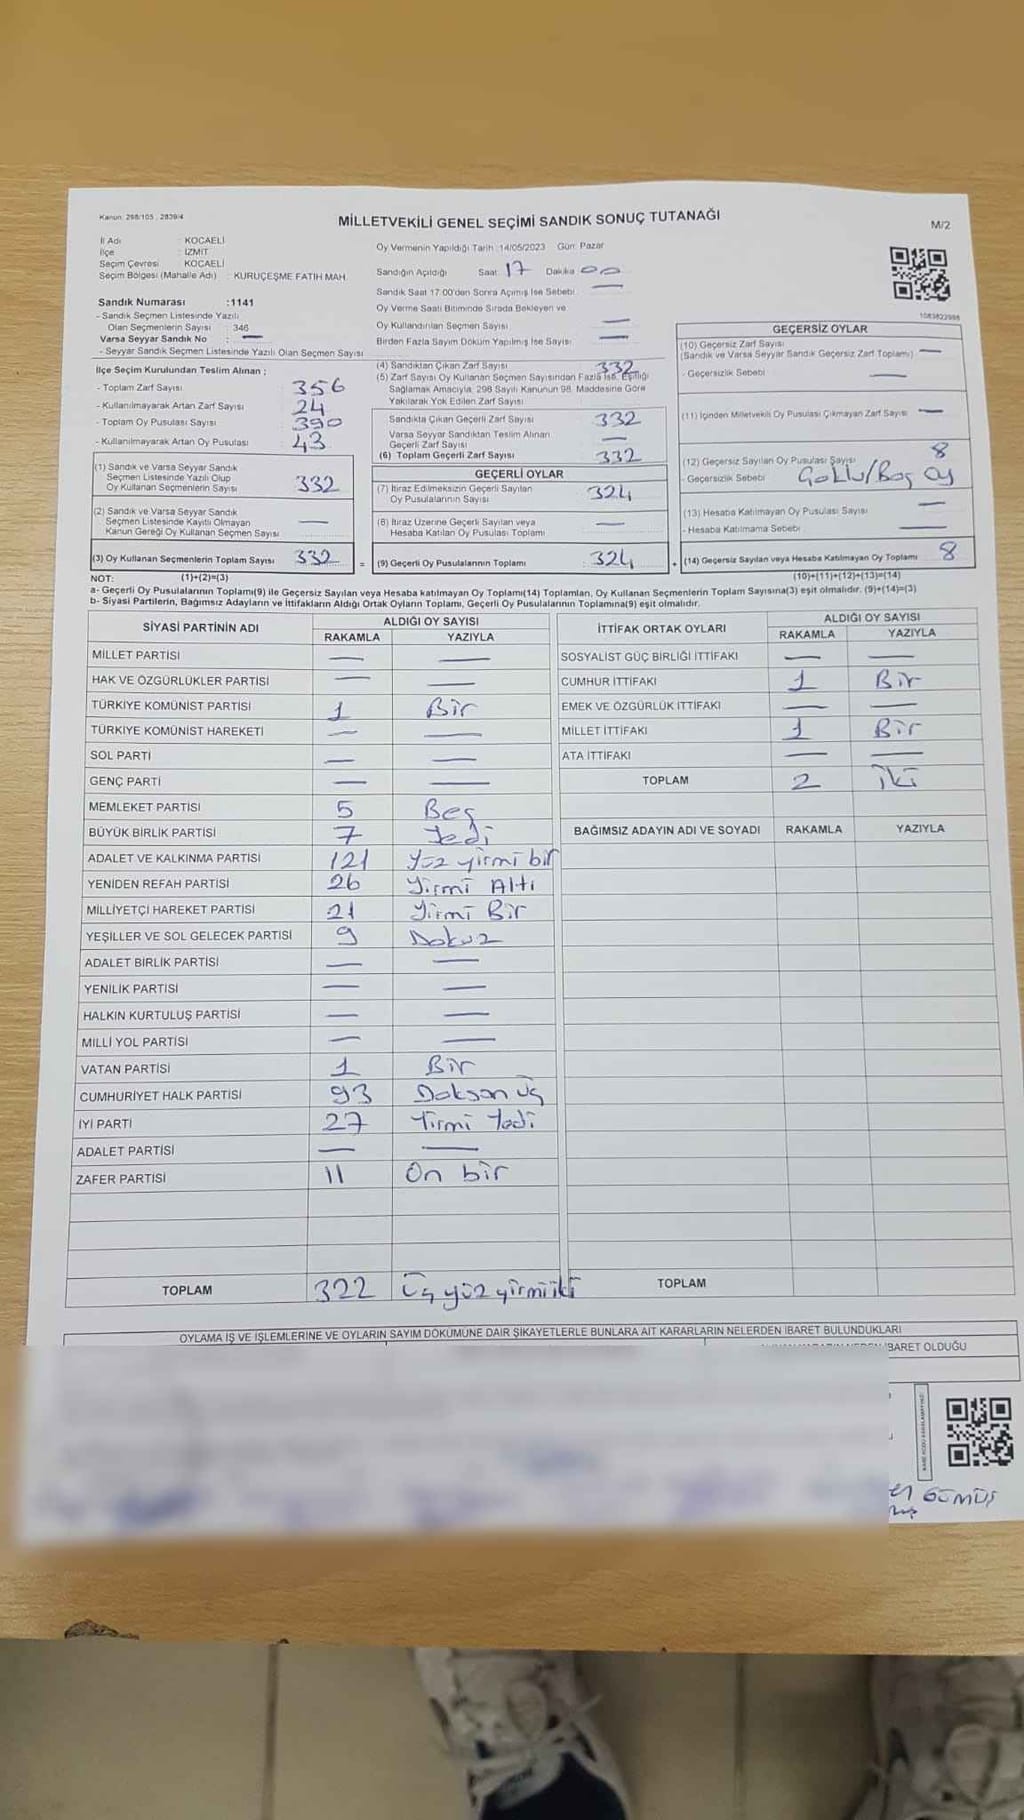 Kanun: 298/105 , 2839/4
MİLLETVEKİLİ GENEL SEÇİMİ SANDIK SONUÇ TUTANAĞI
M/2
İl Adı : KOCAELİ
İlçe : İZMİT
Seçim Çevresi : KOCAELİ
Seçim Bölgesi (Mahalle Adı) : KURUÇEŞME FATIH MAH.
Oy Vermenin Yapıldığı Tarih :14/05/2023 Gün: Pazar
Sandığın Açıldığı Saat: 17 Dakika 00
Sandık Saat 17:00'den Sonra Açımış İse Sebebi: —
Oy Verme Saati Bitiminde Sırada Bekleyen ve
Oy Kullandırılan Seçmen Sayısı : —
Birden Fazla Sayım Döküm Yapılmış İse Sayısı : —
Sandık Numarası :1141
- Sandık Seçmen Listesinde Yazılı
Olan Seçmenlerin Sayısı : 346
Varsa Seyyar Sandık No : —
- Seyyar Sandık Seçmen Listesinde Yazılı Olan Seçmen Sayısı
1083822986
İlçe Seçim Kurulundan Teslim Alınan ;
- Toplam Zarf Sayısı 356
- Kullanılmayarak Artan Zarf Sayısı 24
- Toplam Oy Pusulası Sayısı 390
- Kullanılmayarak Artan Oy Pusulası 43
(1) Sandık ve Varsa Seyyar Sandık
Seçmen Listesinde Yazılı Olup
Oy Kullanan Seçmenlerin Sayısı 332
(2) Sandık ve Varsa Seyyar Sandık
Seçmen Listesinde Kayıtlı Olmayan
Kanun Gereği Oy Kullanan Seçmen Sayısı —
(3) Oy Kullanan Seçmenlerin Toplam Sayısı 332 =
(4) Sandıktan Çıkan Zarf Sayısı 332
(5) Zarf Sayısı Oy Kullanan Seçmen Sayısından Fazla İse, Eşitliği
Sağlamak Amacıyla, 298 Sayılı Kanunun 98. Maddesine Göre
Yakılarak Yok Edilen Zarf Sayısı
Sandıkta Çıkan Geçerli Zarf Sayısı 332
Varsa Seyyar Sandıktan Teslim Alınan
Geçerli Zarf Sayısı —
(6) Toplam Geçerli Zarf Sayısı 332
GEÇERLİ OYLAR
(7) İtiraz Edilmeksizin Geçerli Sayılan
Oy Pusulalarının Sayısı 324
(8) İtiraz Üzerine Geçerli Sayılan veya
Hesaba Katılan Oy Pusulası Toplamı —
(9) Geçerli Oy Pusulalarının Toplamı 324 +
GEÇERSİZ OYLAR
(10) Geçersiz Zarf Sayısı
(Sandık ve Varsa Seyyar Sandık Geçersiz Zarf Toplamı) —
- Geçersizlik Sebebi —
(11) İçinden Milletvekili Oy Pusulası Çıkmayan Zarf Sayısı —
(12) Geçersiz Sayılan Oy Pusulası Sayısı 8
- Geçersizlik Sebebi Çoklu/Boş oy
(13) Hesaba Katılmayan Oy Pusulası Sayısı —
- Hesaba Katılmama Sebebi —
(14) Geçersiz Sayılan veya Hesaba Katılmayan Oy Toplamı 8
NOT: (1)+(2)=(3)
(10)+(11)+(12)+(13)=(14)
a- Geçerli Oy Pusulalarının Toplamı(9) ile Geçersiz Sayılan veya Hesaba katılmayan Oy Toplamı(14) Toplamları, Oy Kullanan Seçmenlerin Toplam Sayısına(3) eşit olmalıdır. (9)+(14)=(3)
b- Siyasi Partilerin, Bağımsız Adayların ve İttifakların Aldığı Ortak Oyların Toplamı, Geçerli Oy Pusulalarının Toplamına(9) eşit olmalıdır.
SİYASİ PARTİNİN ADI ALDIĞI OY SAYISI
RAKAMLA YAZIYLA
MİLLET PARTİSİ — —
HAK VE ÖZGÜRLÜKLER PARTİSİ — —
TÜRKİYE KOMÜNİST PARTİSİ 1 Bir
TÜRKİYE KOMÜNİST HAREKETİ — —
SOL PARTİ — —
GENÇ PARTİ — —
MEMLEKET PARTİSİ 5 Beş
BÜYÜK BİRLİK PARTİSİ 7 Yedi
ADALET VE KALKINMA PARTİSİ 121 Yüz yirmi bir
YENİDEN REFAH PARTİSİ 26 Yirmi Altı
MİLLİYETÇİ HAREKET PARTİSİ 21 Yirmi Bir
YEŞİLLER VE SOL GELECEK PARTİSİ 9 Dokuz
ADALET BİRLİK PARTİSİ — —
YENİLİK PARTİSİ — —
HALKIN KURTULUŞ PARTİSİ — —
MİLLİ YOL PARTİSİ — —
VATAN PARTİSİ 1 Bir
CUMHURİYET HALK PARTİSİ 93 Doksan üç
İYİ PARTİ 27 Yirmi Yedi
ADALET PARTİSİ — —
ZAFER PARTİSİ 11 On bir
TOPLAM 322 Üç yüz yirmi iki
İTTİFAK ORTAK OYLARI ALDIĞI OY SAYISI
RAKAMLA YAZIYLA
SOSYALIST GÜÇ BİRLİĞİ İTTİFAKI — —
CUMHUR İTTİFAKI 1 Bir
EMEK VE ÖZGÜRLÜK İTTİFAKI — —
MİLLET İTTİFAKI 1 Bir
ATA İTTİFAKI — —
TOPLAM 2 İki
BAĞIMSIZ ADAYIN ADI VE SOYADI RAKAMLA YAZIYLA
TOPLAM
OYLAMA İŞ VE İŞLEMLERİNE VE OYLARIN SAYIM DÖKÜMÜNE DAİR ŞİKAYETLERLE BUNLARA AİT KARARLARIN NELERDEN İBARET BULUNDUKLARI
İBARET OLDUĞU
GÜMÜŞ